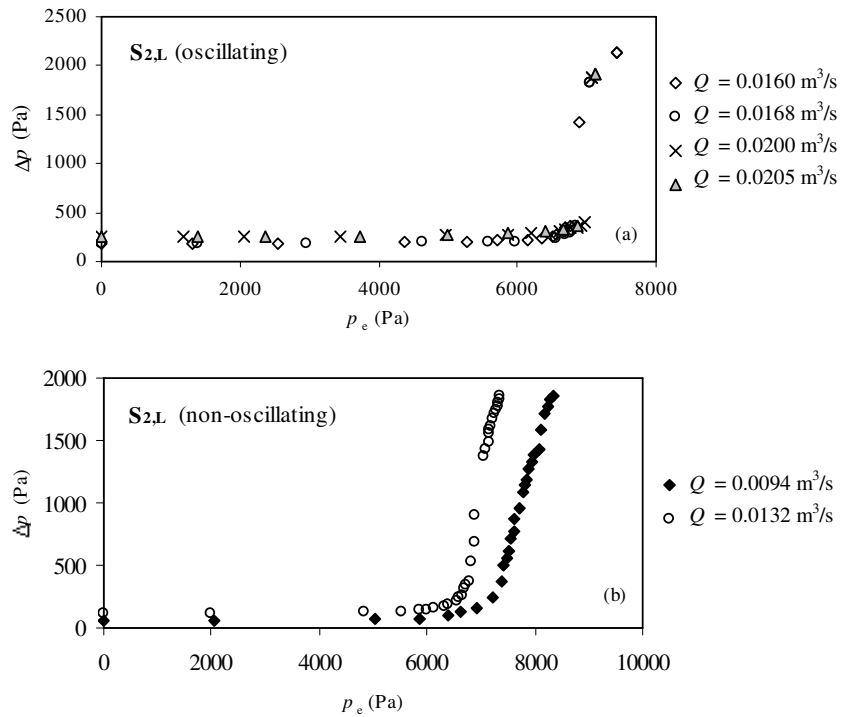 2500
S2,L (oscillating)
2000
Q = 0.0160 m³/s
1500
Q = 0.0168 m³/s
Δp (Pa)
1000
Q = 0.0200 m³/s
Q = 0.0205 m³/s
500
(a)
0
0 2000 4000 6000 8000
p e (Pa)
2000
S2,L (non-oscillating)
1500
Q = 0.0094 m³/s
Δp (Pa)
1000
Q = 0.0132 m³/s
500
(b)
0
0 2000 4000 6000 8000 10000
p e (Pa)